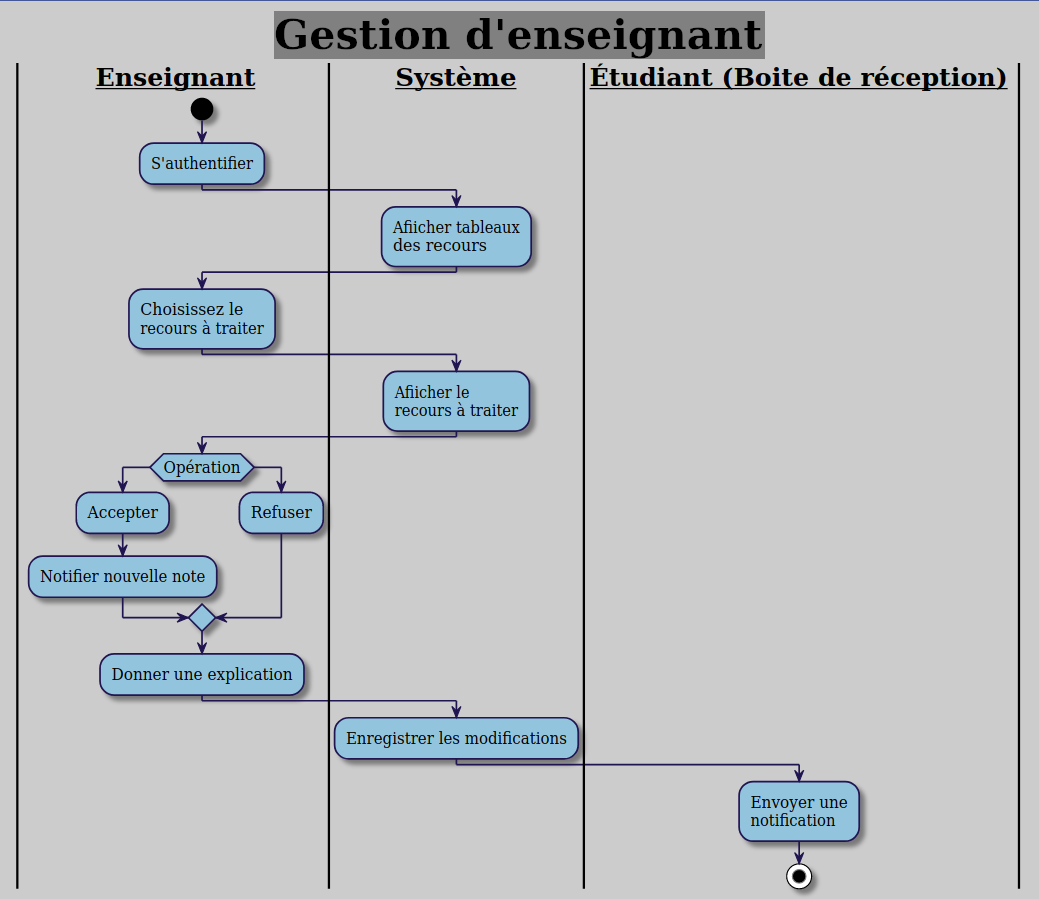 Gestion d'enseignant
Enseignant
Système
Étudiant (Boite de réception)
S'authentifier
Afiicher tableaux
des recours
Choisissez le
recours à traiter
Afiicher le
recours à traiter
Opération
Accepter
Refuser
Notifier nouvelle note
Donner une explication
Enregistrer les modifications
Envoyer une
notification